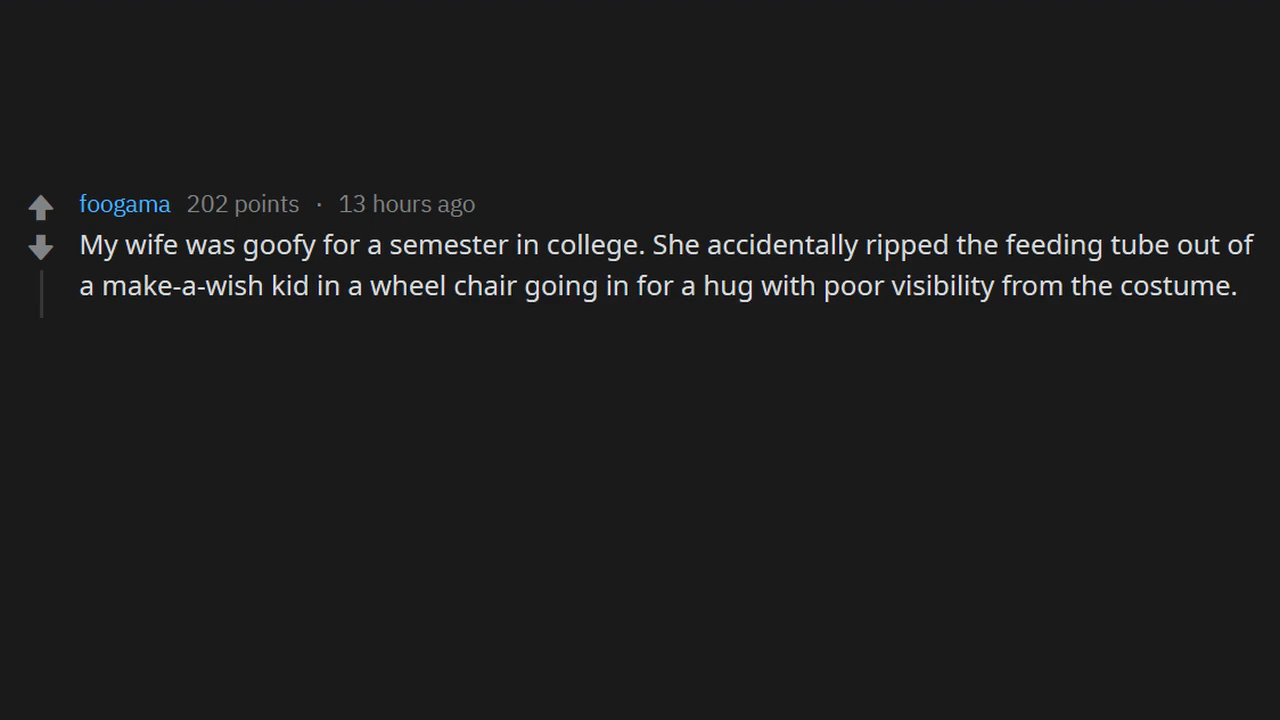 foogama 202 points · 13 hours ago
My wife was goofy for a semester in college. She accidentally ripped the feeding tube out of
a make-a-wish kid in a wheel chair going in for a hug with poor visibility from the costume.